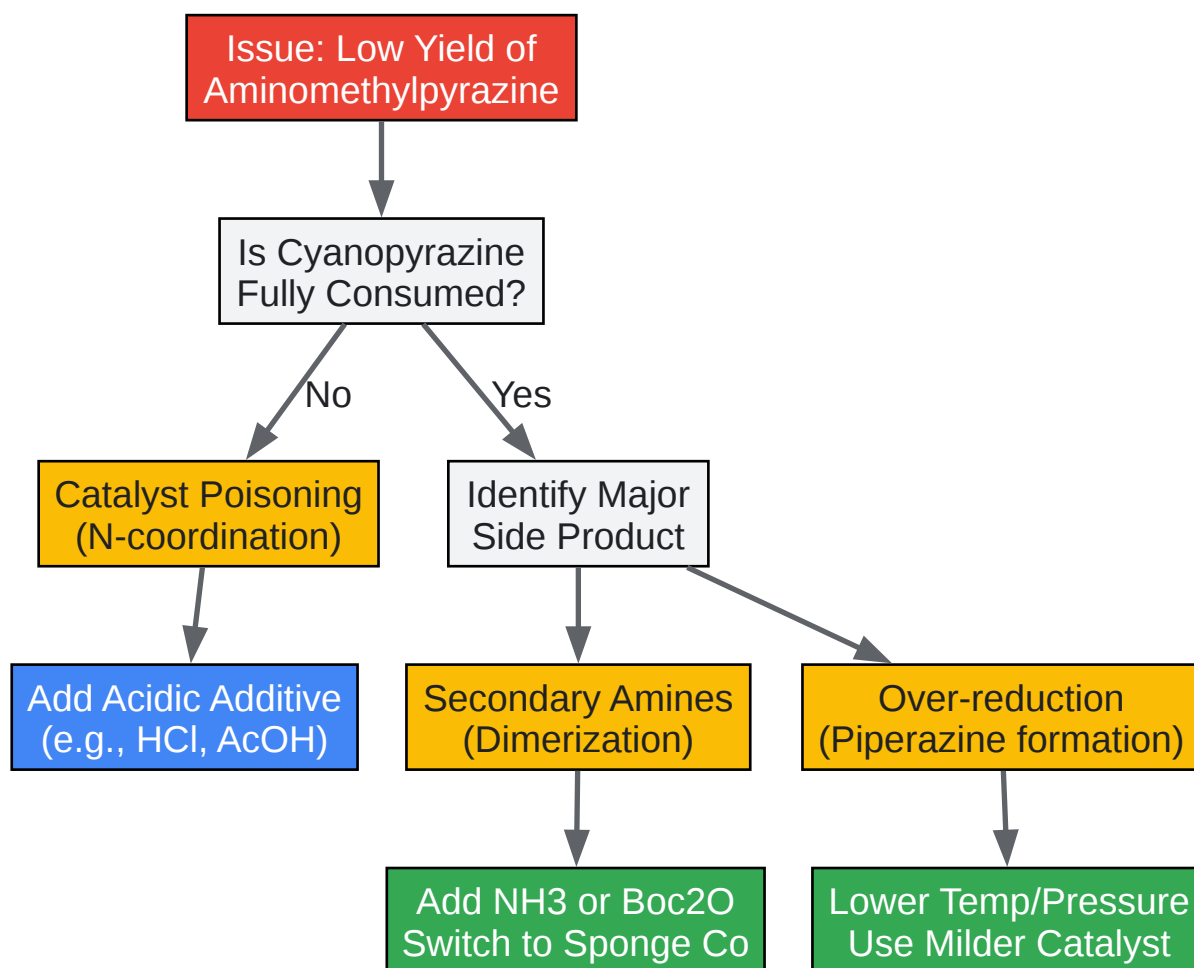 Issue: Low Yield of
Aminomethylpyrazine
Is Cyanopyrazine
Fully Consumed?
No
Yes
Catalyst Poisoning
(N-coordination)
Identify Major
Side Product
Add Acidic Additive
(e.g., HCl, AcOH)
Secondary Amines
(Dimerization)
Over-reduction
(Piperazine formation)
Add NH3 or Boc2O
Switch to Sponge Co
Lower Temp/Pressure
Use Milder Catalyst